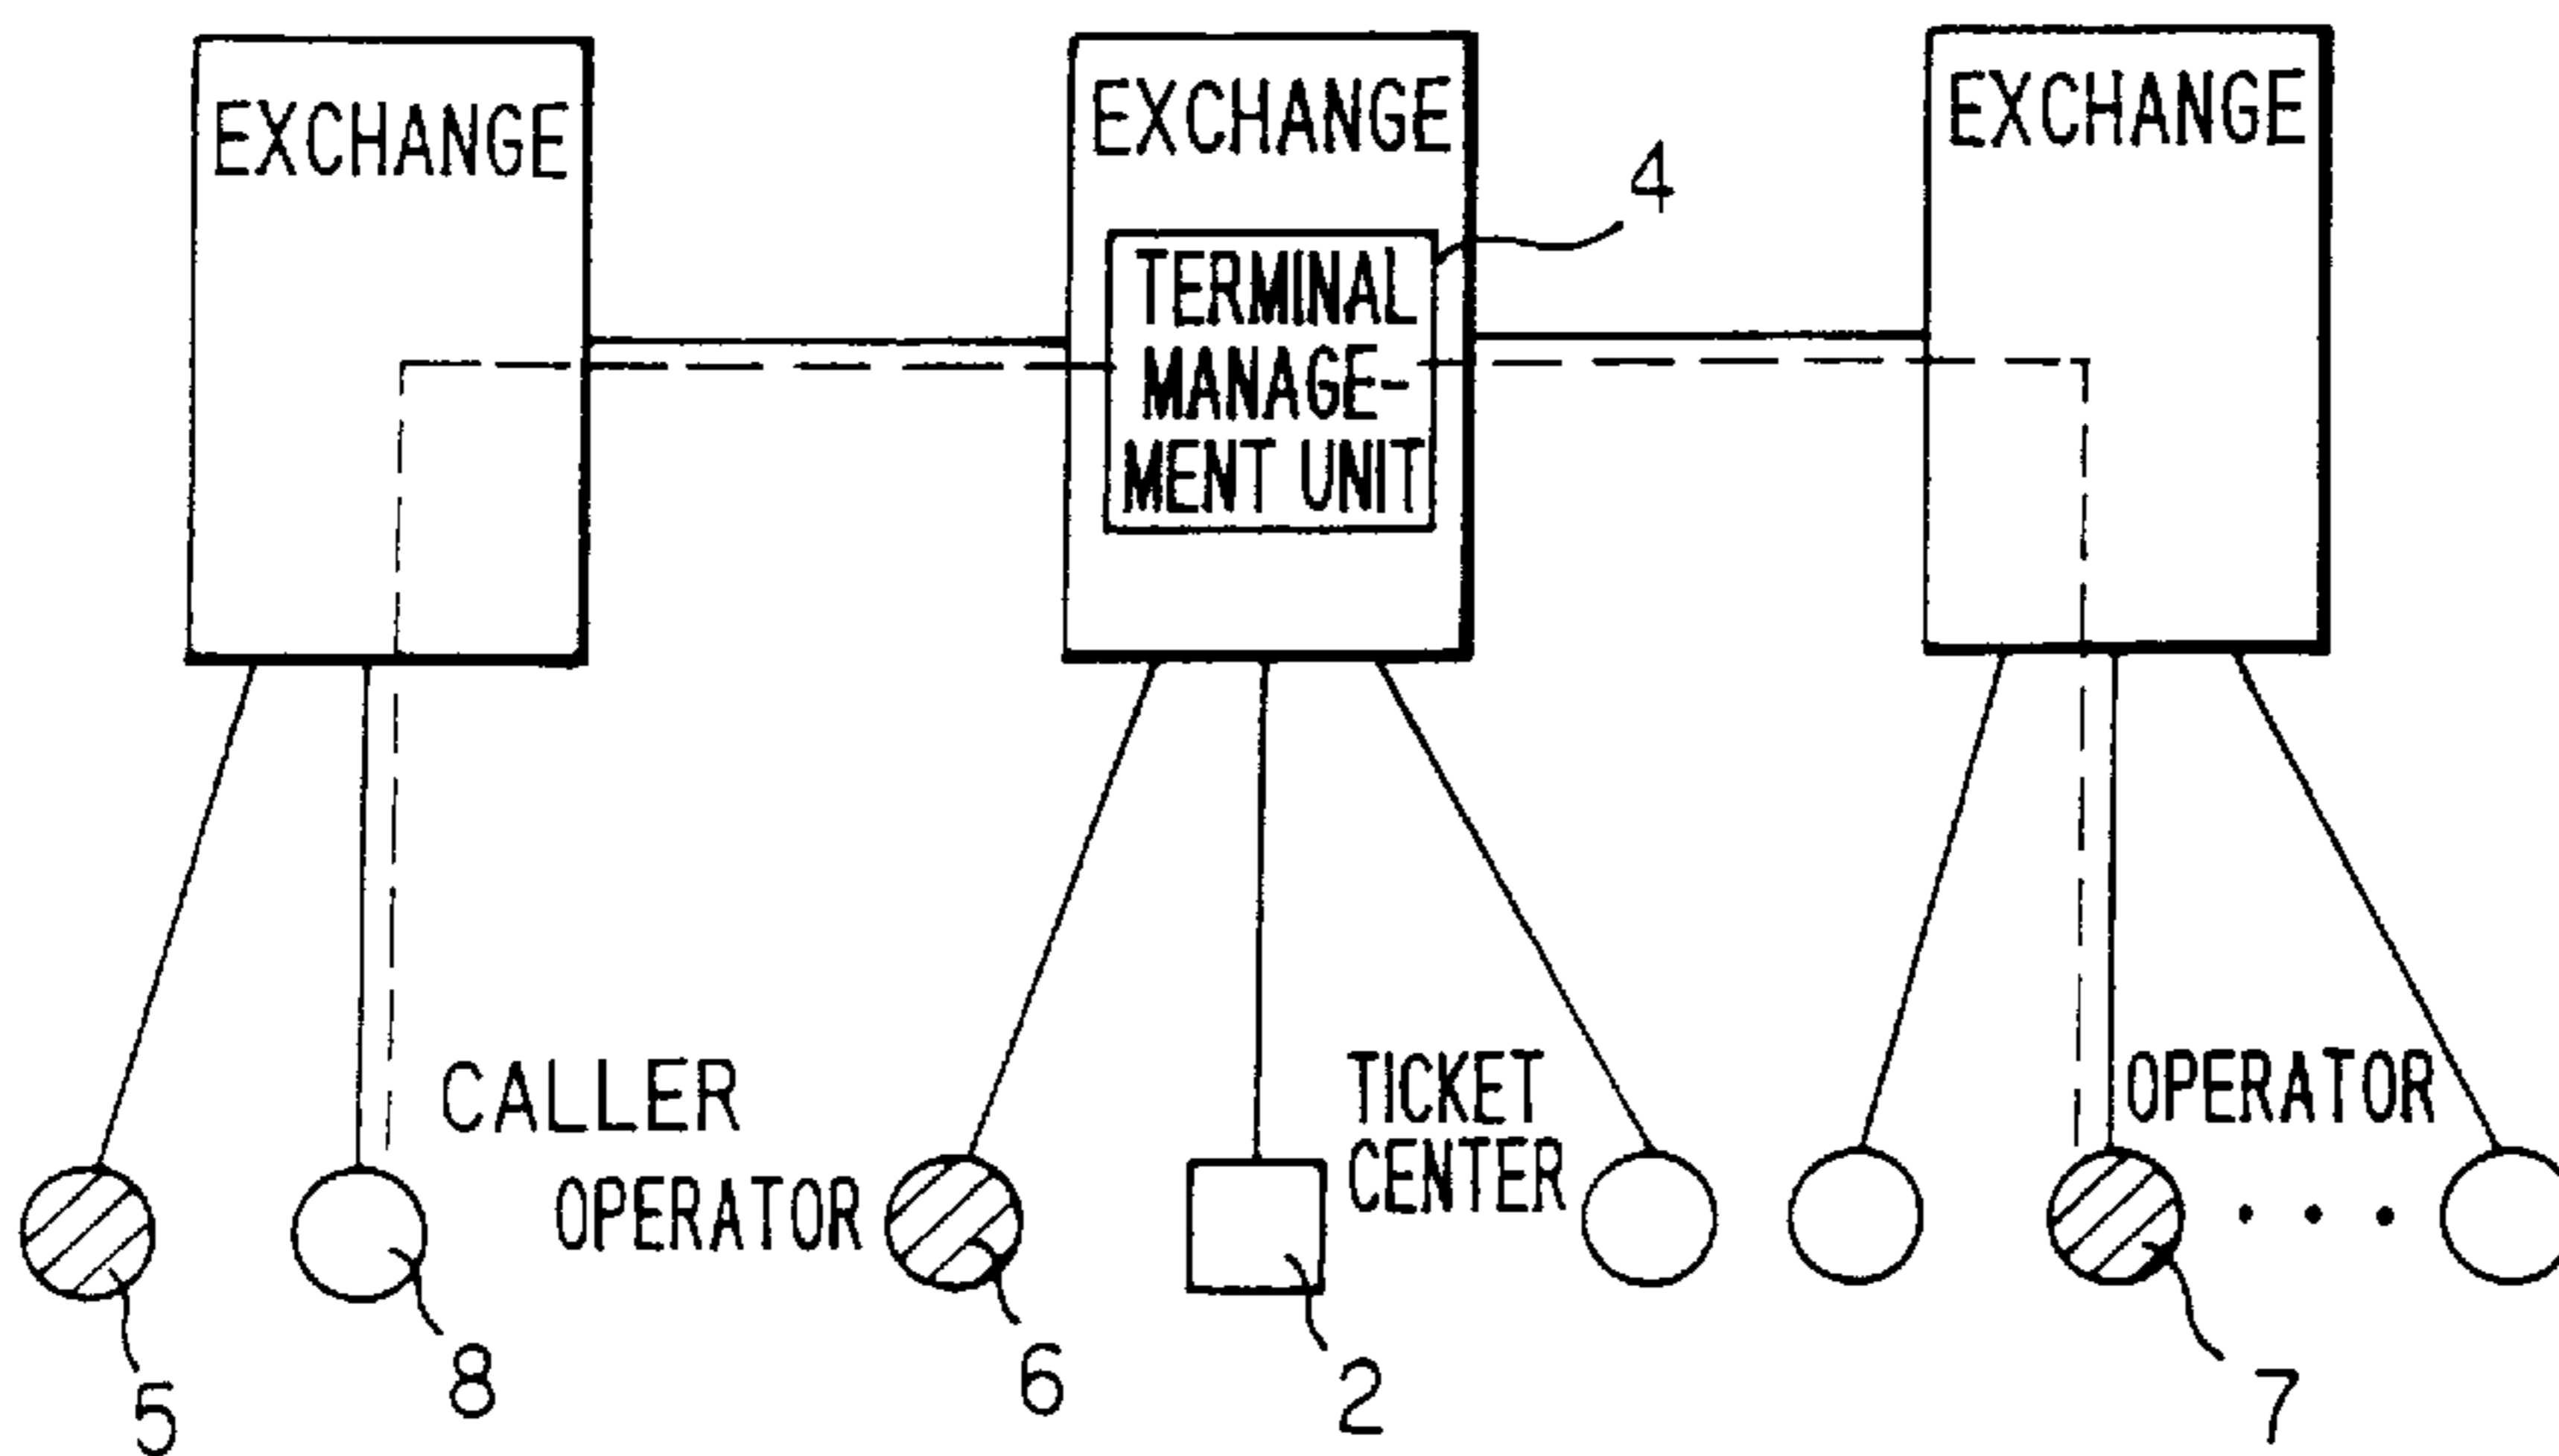 EXCHANGE
EXCHANGE
EXCHANGE
4
TERMINAL
MANAGE-
MENT UNIT
CALLER
OPERATOR
TICKET
CENTER
OPERATOR
5
8
6
2
7